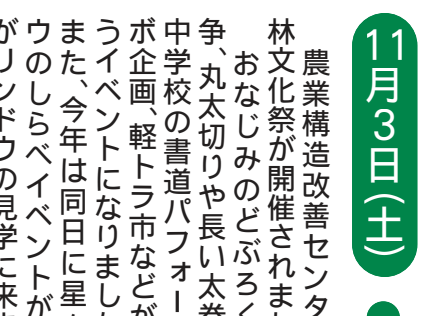 11月3日(土)
農業構造改善センタ
林文化祭が開催されまし
おなじみのどぶろく
争、丸太切りや長い太巻
中学校の書道パフォー
ボ企画、軽トラ市などが
うイベントになりまし
また、今年は同日に星
ウのしらべイベントが
がリンドウの見学に来